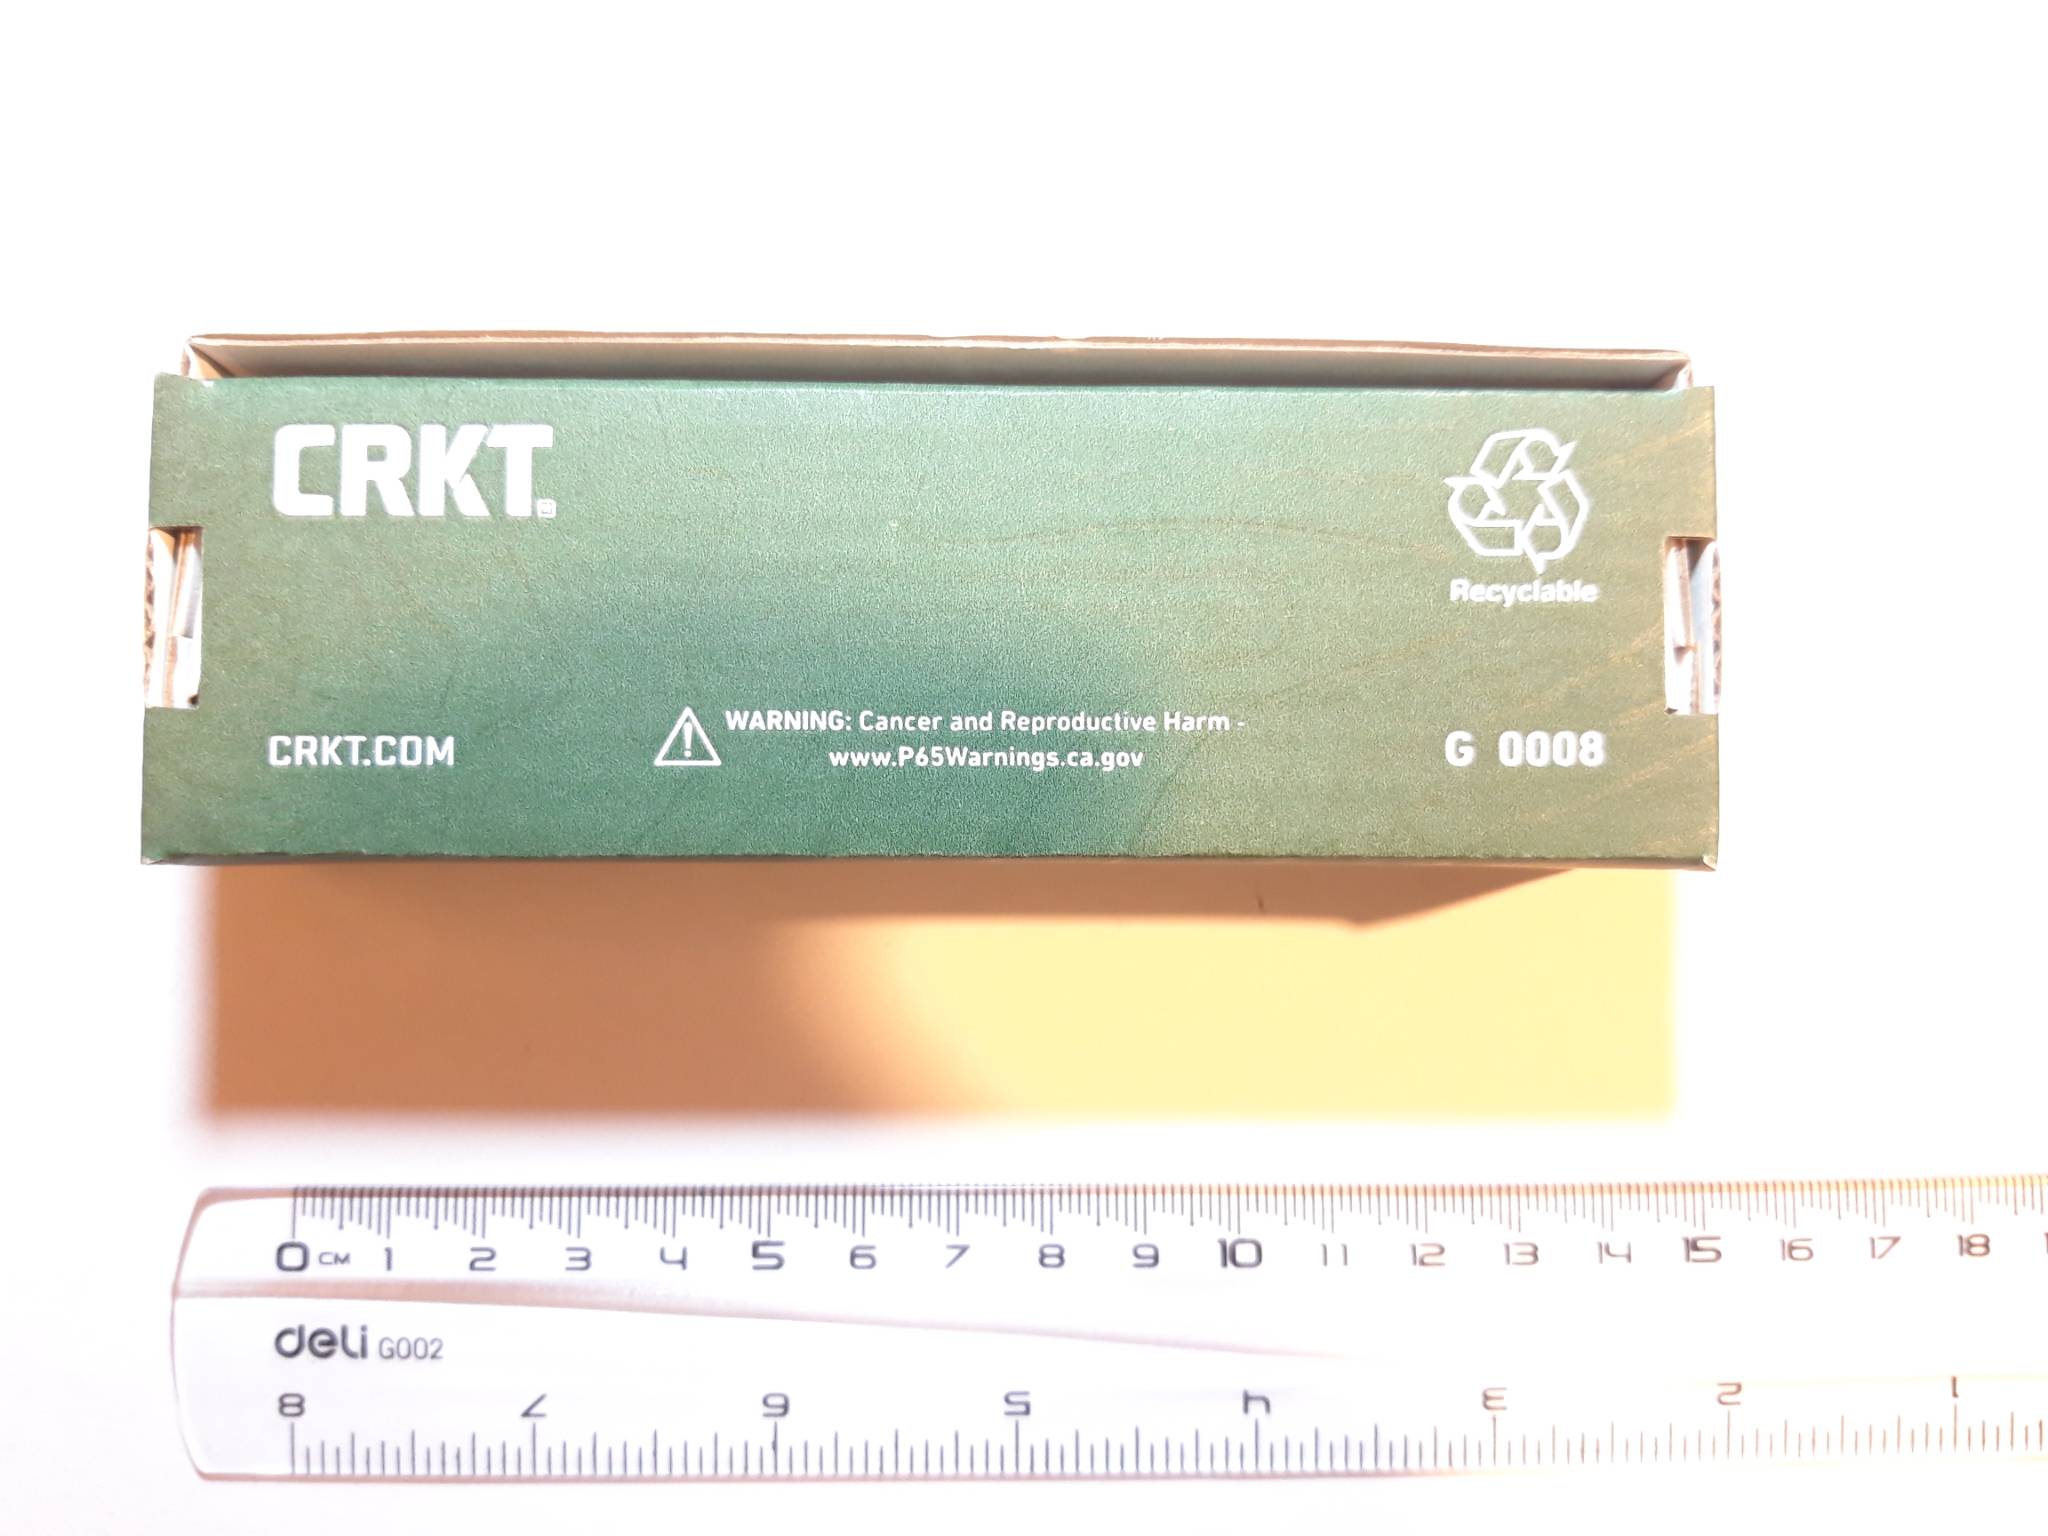 CRKT®
Recyclable
WARNING: Cancer and Reproductive Harm -
www.P65Warnings.ca.gov
CRKT.COM
G 0008
0 CM 1 2 3 4 5 6 7 8 9 10 11 12 13 14 15 16 17 18
deli G002
8 7 6 5 4 3 2 1